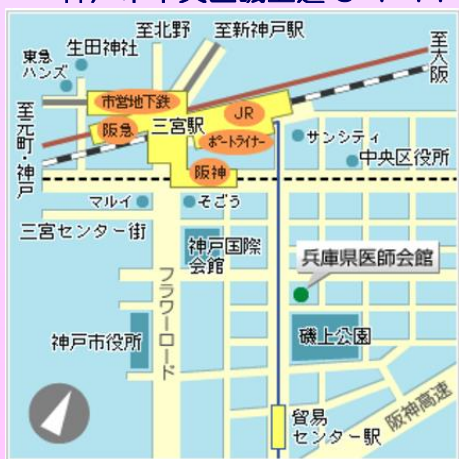 至北野
至新神戸駅
生田神社
東急
ハンズ
至大阪
市営地下鉄
JR
阪急
三宮駅
ポートライナー
サンシティ
中央区役所
至元町・神戸
阪神
マルイ
そごう
三宮センター街
神戸国際
会館
兵庫県医師会館
フラワーロード
神戸市役所
磯上公園
貿易
センター駅
阪神高速